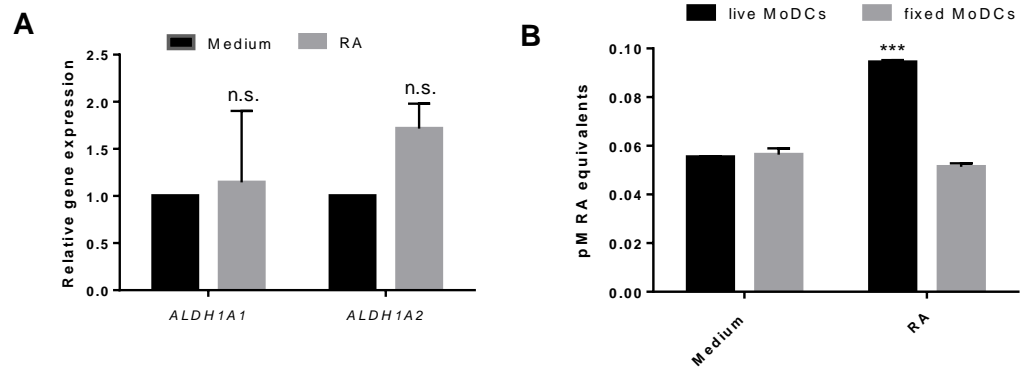 A
Medium RA
Relative gene expression
2.5
2.0
1.5
1.0
0.5
0.0
n.s.
n.s.
ALDH1A1 ALDH1A2
B
live MoDCs fixed MoDCs
pM RA equivalents
0.10
0.08
0.06
0.04
0.02
0.00
***
Medium RA